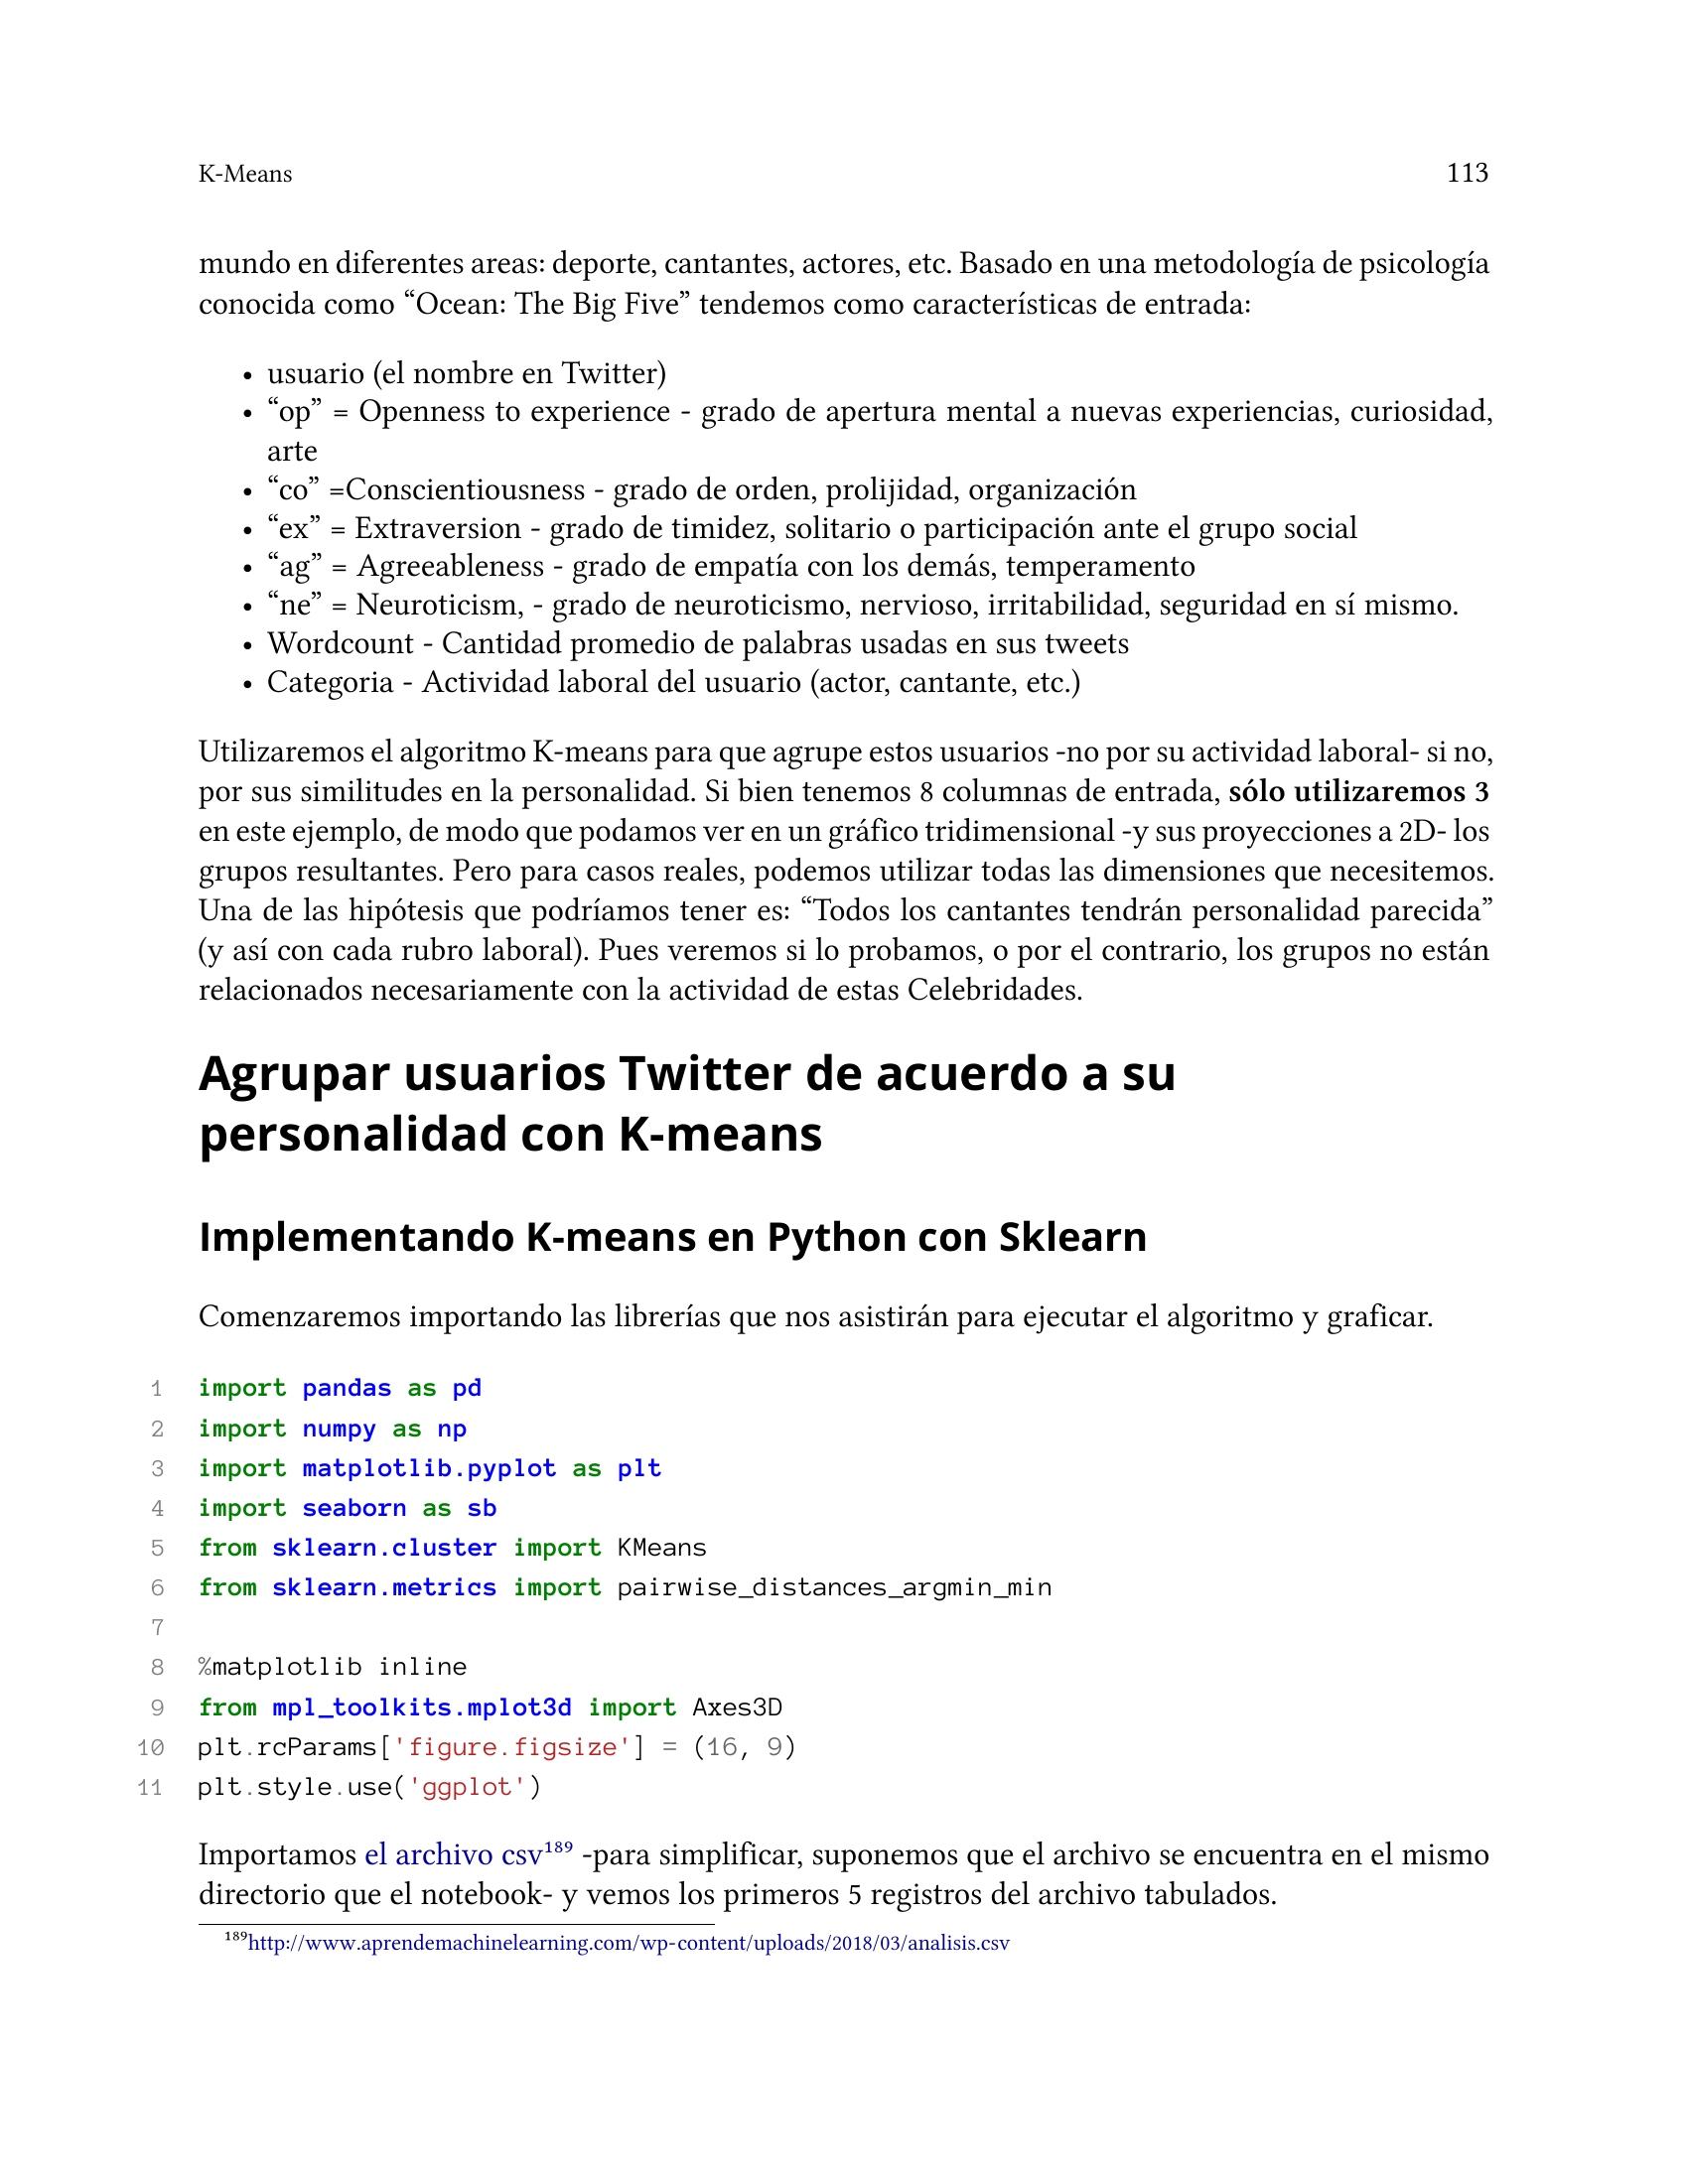 K-Means 113
mundo en diferentes areas: deporte, cantantes, actores, etc. Basado en una metodología de psicología
conocida como “Ocean: The Big Five” tendemos como características de entrada:
• usuario (el nombre en Twitter)
• “op” = Openness to experience - grado de apertura mental a nuevas experiencias, curiosidad,
arte
• “co” =Conscientiousness - grado de orden, prolijidad, organización
• “ex” = Extraversion - grado de timidez, solitario o participación ante el grupo social
• “ag” = Agreeableness - grado de empatía con los demás, temperamento
• “ne” = Neuroticism, - grado de neuroticismo, nervioso, irritabilidad, seguridad en sí mismo.
• Wordcount - Cantidad promedio de palabras usadas en sus tweets
• Categoria - Actividad laboral del usuario (actor, cantante, etc.)
Utilizaremos el algoritmo K-means para que agrupe estos usuarios -no por su actividad laboral- si no,
por sus similitudes en la personalidad. Si bien tenemos 8 columnas de entrada, sólo utilizaremos 3
en este ejemplo, de modo que podamos ver en un gráfico tridimensional -y sus proyecciones a 2D- los
grupos resultantes. Pero para casos reales, podemos utilizar todas las dimensiones que necesitemos.
Una de las hipótesis que podríamos tener es: “Todos los cantantes tendrán personalidad parecida”
(y así con cada rubro laboral). Pues veremos si lo probamos, o por el contrario, los grupos no están
relacionados necesariamente con la actividad de estas Celebridades.
Agrupar usuarios Twitter de acuerdo a su
personalidad con K-means
Implementando K-means en Python con Sklearn
Comenzaremos importando las librerías que nos asistirán para ejecutar el algoritmo y graficar.
1 import pandas as pd
2 import numpy as np
3 import matplotlib.pyplot as plt
4 import seaborn as sb
5 from sklearn.cluster import KMeans
6 from sklearn.metrics import pairwise_distances_argmin_min
7
8 %matplotlib inline
9 from mpl_toolkits.mplot3d import Axes3D
10 plt.rcParams['figure.figsize'] = (16, 9)
11 plt.style.use('ggplot')
Importamos el archivo csv¹⁸⁹ -para simplificar, suponemos que el archivo se encuentra en el mismo
directorio que el notebook- y vemos los primeros 5 registros del archivo tabulados.
¹⁸⁹http://www.aprendemachinelearning.com/wp-content/uploads/2018/03/analisis.csv